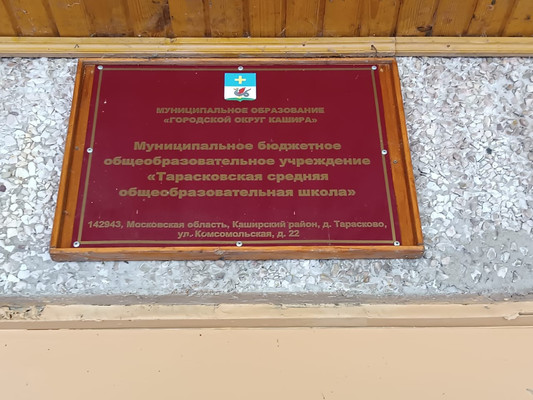 МУНИЦИПАЛЬНОЕ ОБРАЗОВАНИЕ
«ГОРОДСКОЙ ОКРУГ КАШИРА»
Муниципальное бюджетное
общеобразовательное учреждение
«Тарасковская средняя
общеобразовательная школа»
142943, Московская область, Каширский район, д. Тарасково,
ул. Комсомольская, д. 22